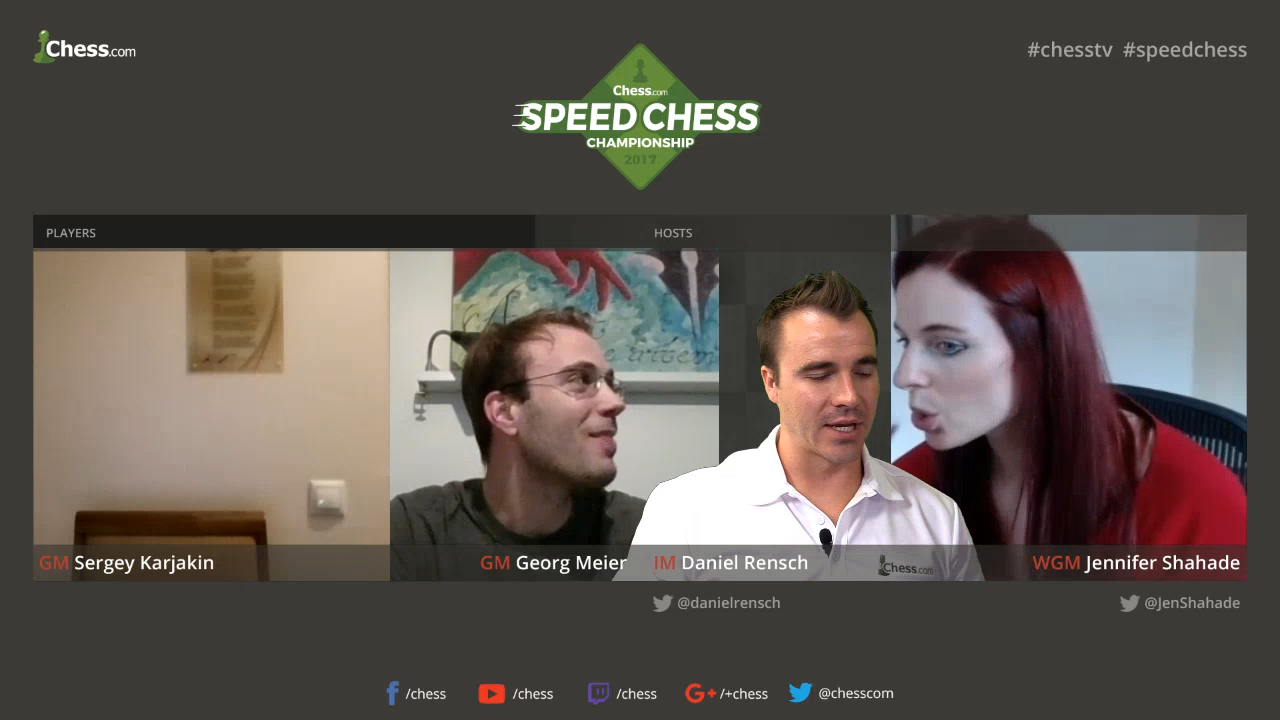 Chess.com
#chesstv #speedchess
Chess.com
SPEED CHESS
CHAMPIONSHIP
2017
PLAYERS
HOSTS
GM Sergey Karjakin
GM Georg Meier
IM Daniel Rensch
WGM Jennifer Shahade
Chess.com
@danielrensch
@JenShahade
/chess
/chess
/chess
G+ /+chess
@chesscom